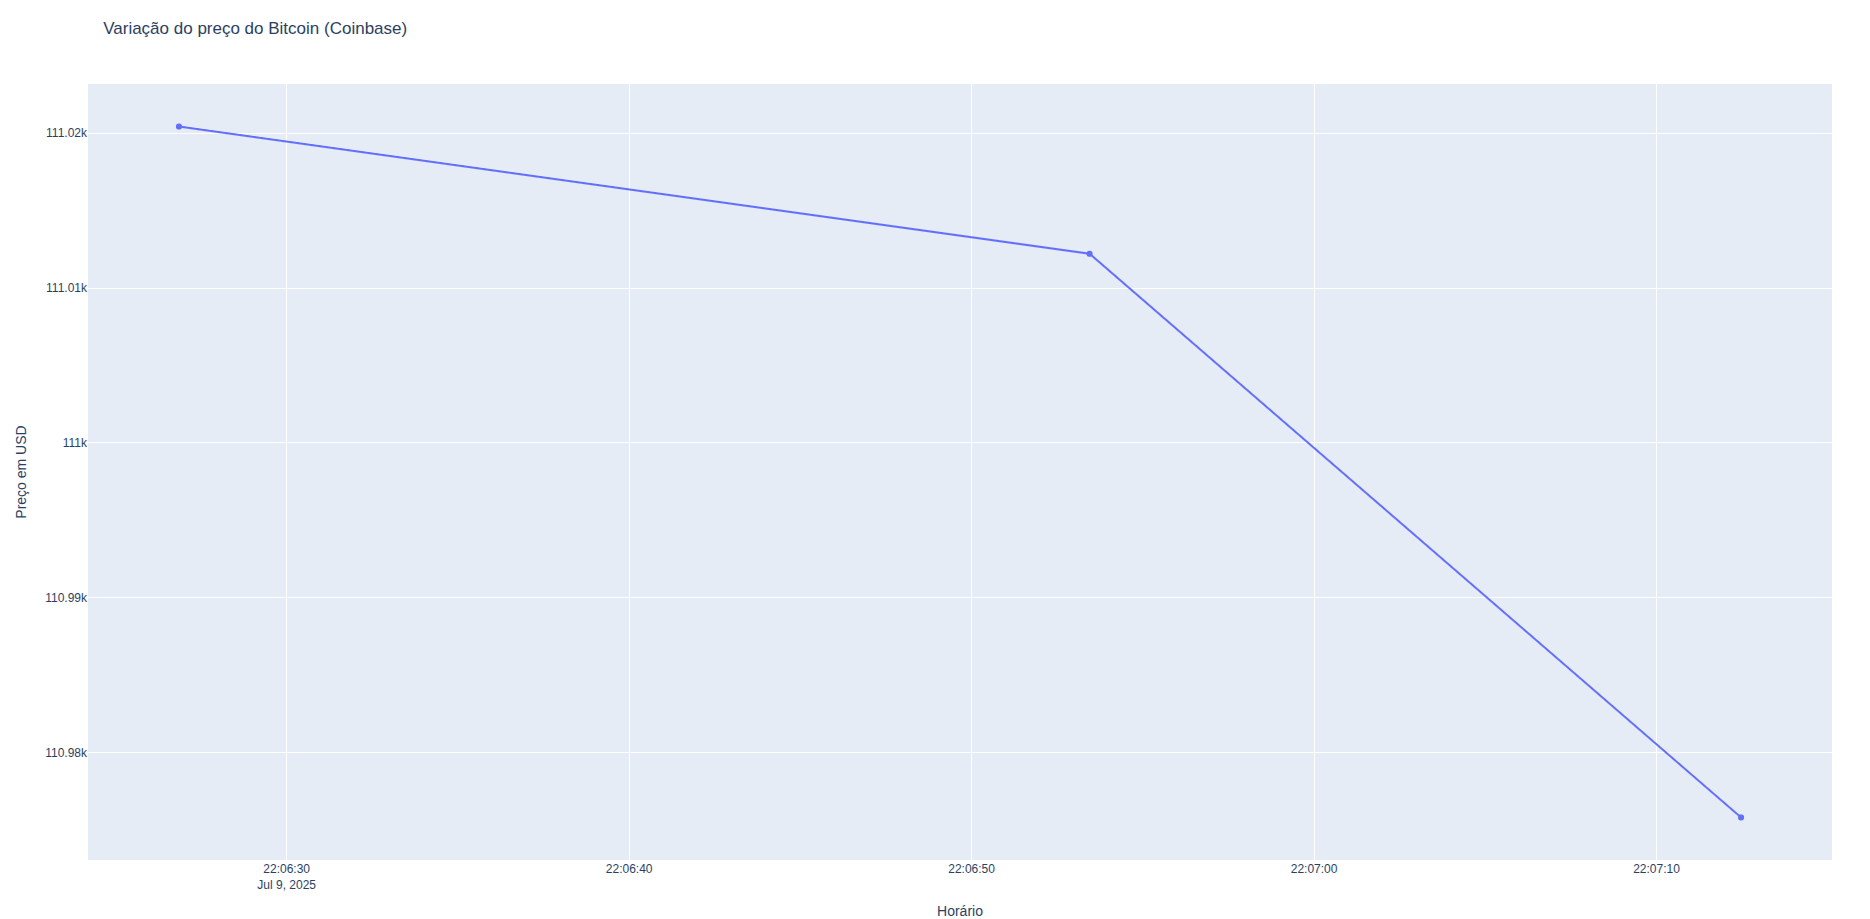 Variação do preço do Bitcoin (Coinbase)
Preço em USD
111.02k
111.01k
111k
110.99k
110.98k
22:06:30
Jul 9, 2025
22:06:40
22:06:50
22:07:00
22:07:10
Horário